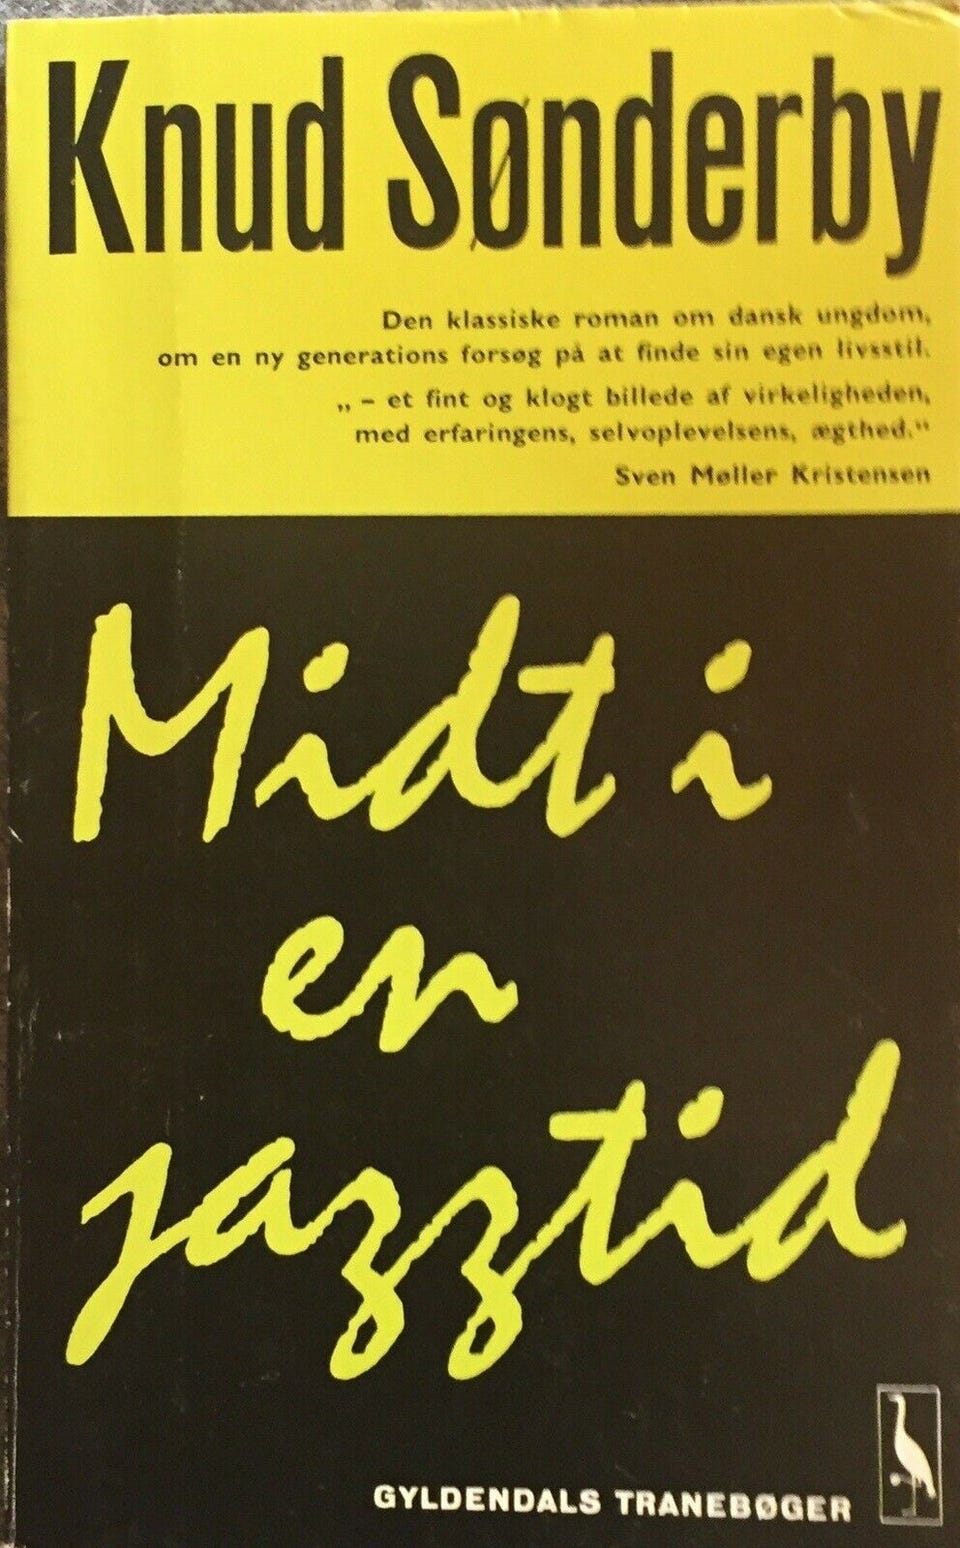 Knud Sønderby
Den klassiske roman om dansk ungdom,
om en ny generations forsøg på at finde sin egen livsstil.
„ – et fint og klogt billede af virkeligheden,
med erfaringens, selvoplevelsens, ægthed.“
Sven Møller Kristensen
Midt i
en
jazztid
GYLDENDALS TRANEBØGER